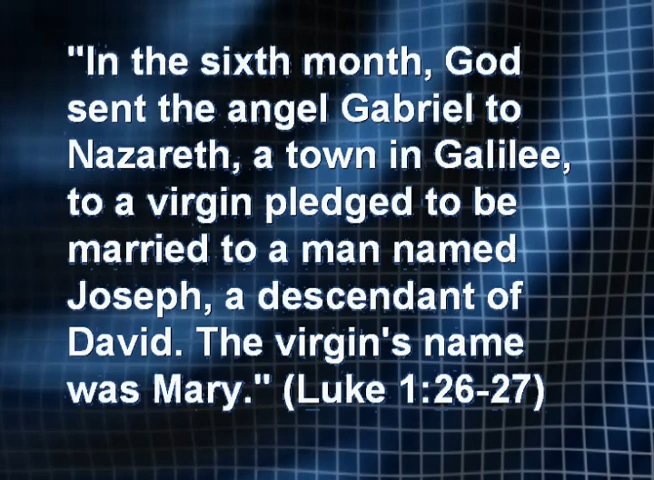 "In the sixth month, God
sent the angel Gabriel to
Nazareth, a town in Galilee,
to a virgin pledged to be
married to a man named
Joseph, a descendant of
David. The virgin's name
was Mary." (Luke 1:26-27)